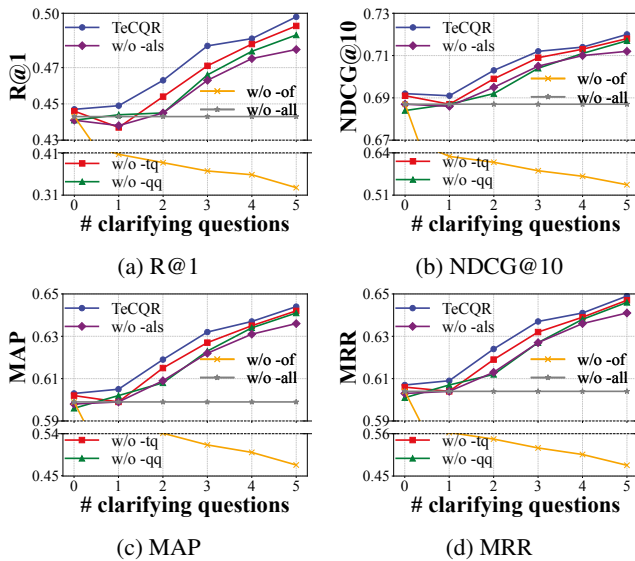 R@1
0.50
0.47
0.45
0.43
0.41
0.31
TeCQR
w/o -als
w/o -of
w/o -all
w/o -tq
w/o -qq
0 1 2 3 4 5
# clarifying questions
(a) R@1
NDCG@10
0.73
0.71
0.69
0.67
0.64
0.51
TeCQR
w/o -als
w/o -of
w/o -all
w/o -tq
w/o -qq
0 1 2 3 4 5
# clarifying questions
(b) NDCG@10
MAP
0.65
0.63
0.61
0.59
0.54
0.45
TeCQR
w/o -als
w/o -of
w/o -all
w/o -tq
w/o -qq
0 1 2 3 4 5
# clarifying questions
(c) MAP
MRR
0.65
0.63
0.61
0.59
0.56
0.45
TeCQR
w/o -als
w/o -of
w/o -all
w/o -tq
w/o -qq
0 1 2 3 4 5
# clarifying questions
(d) MRR